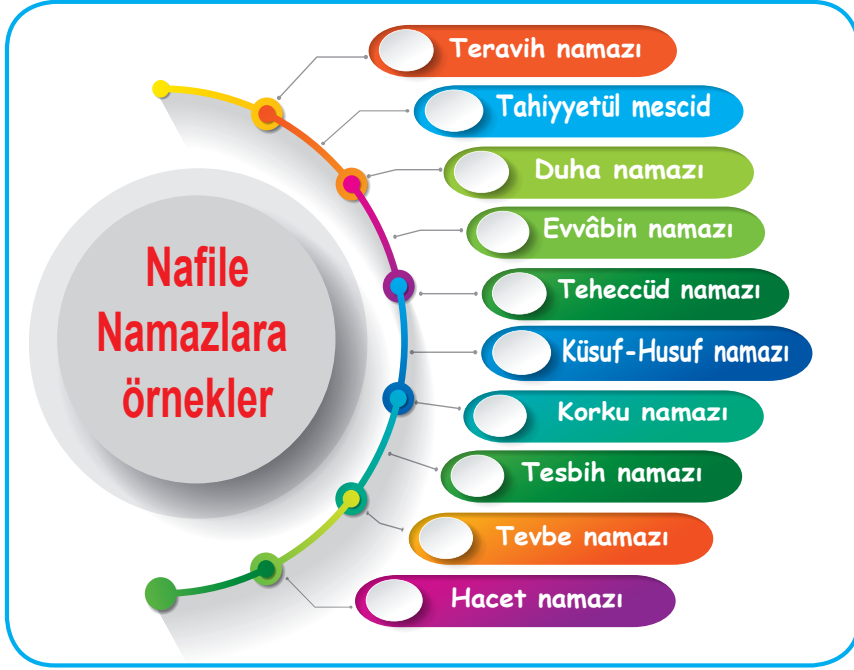 Nafile
Namazlara
örnekler
Teravih namazı
Tahiyyetül mescid
Duha namazı
Evvâbin namazı
Teheccüd namazı
Küsuf-Husuf namazı
Korku namazı
Tesbih namazı
Tevbe namazı
Hacet namazı